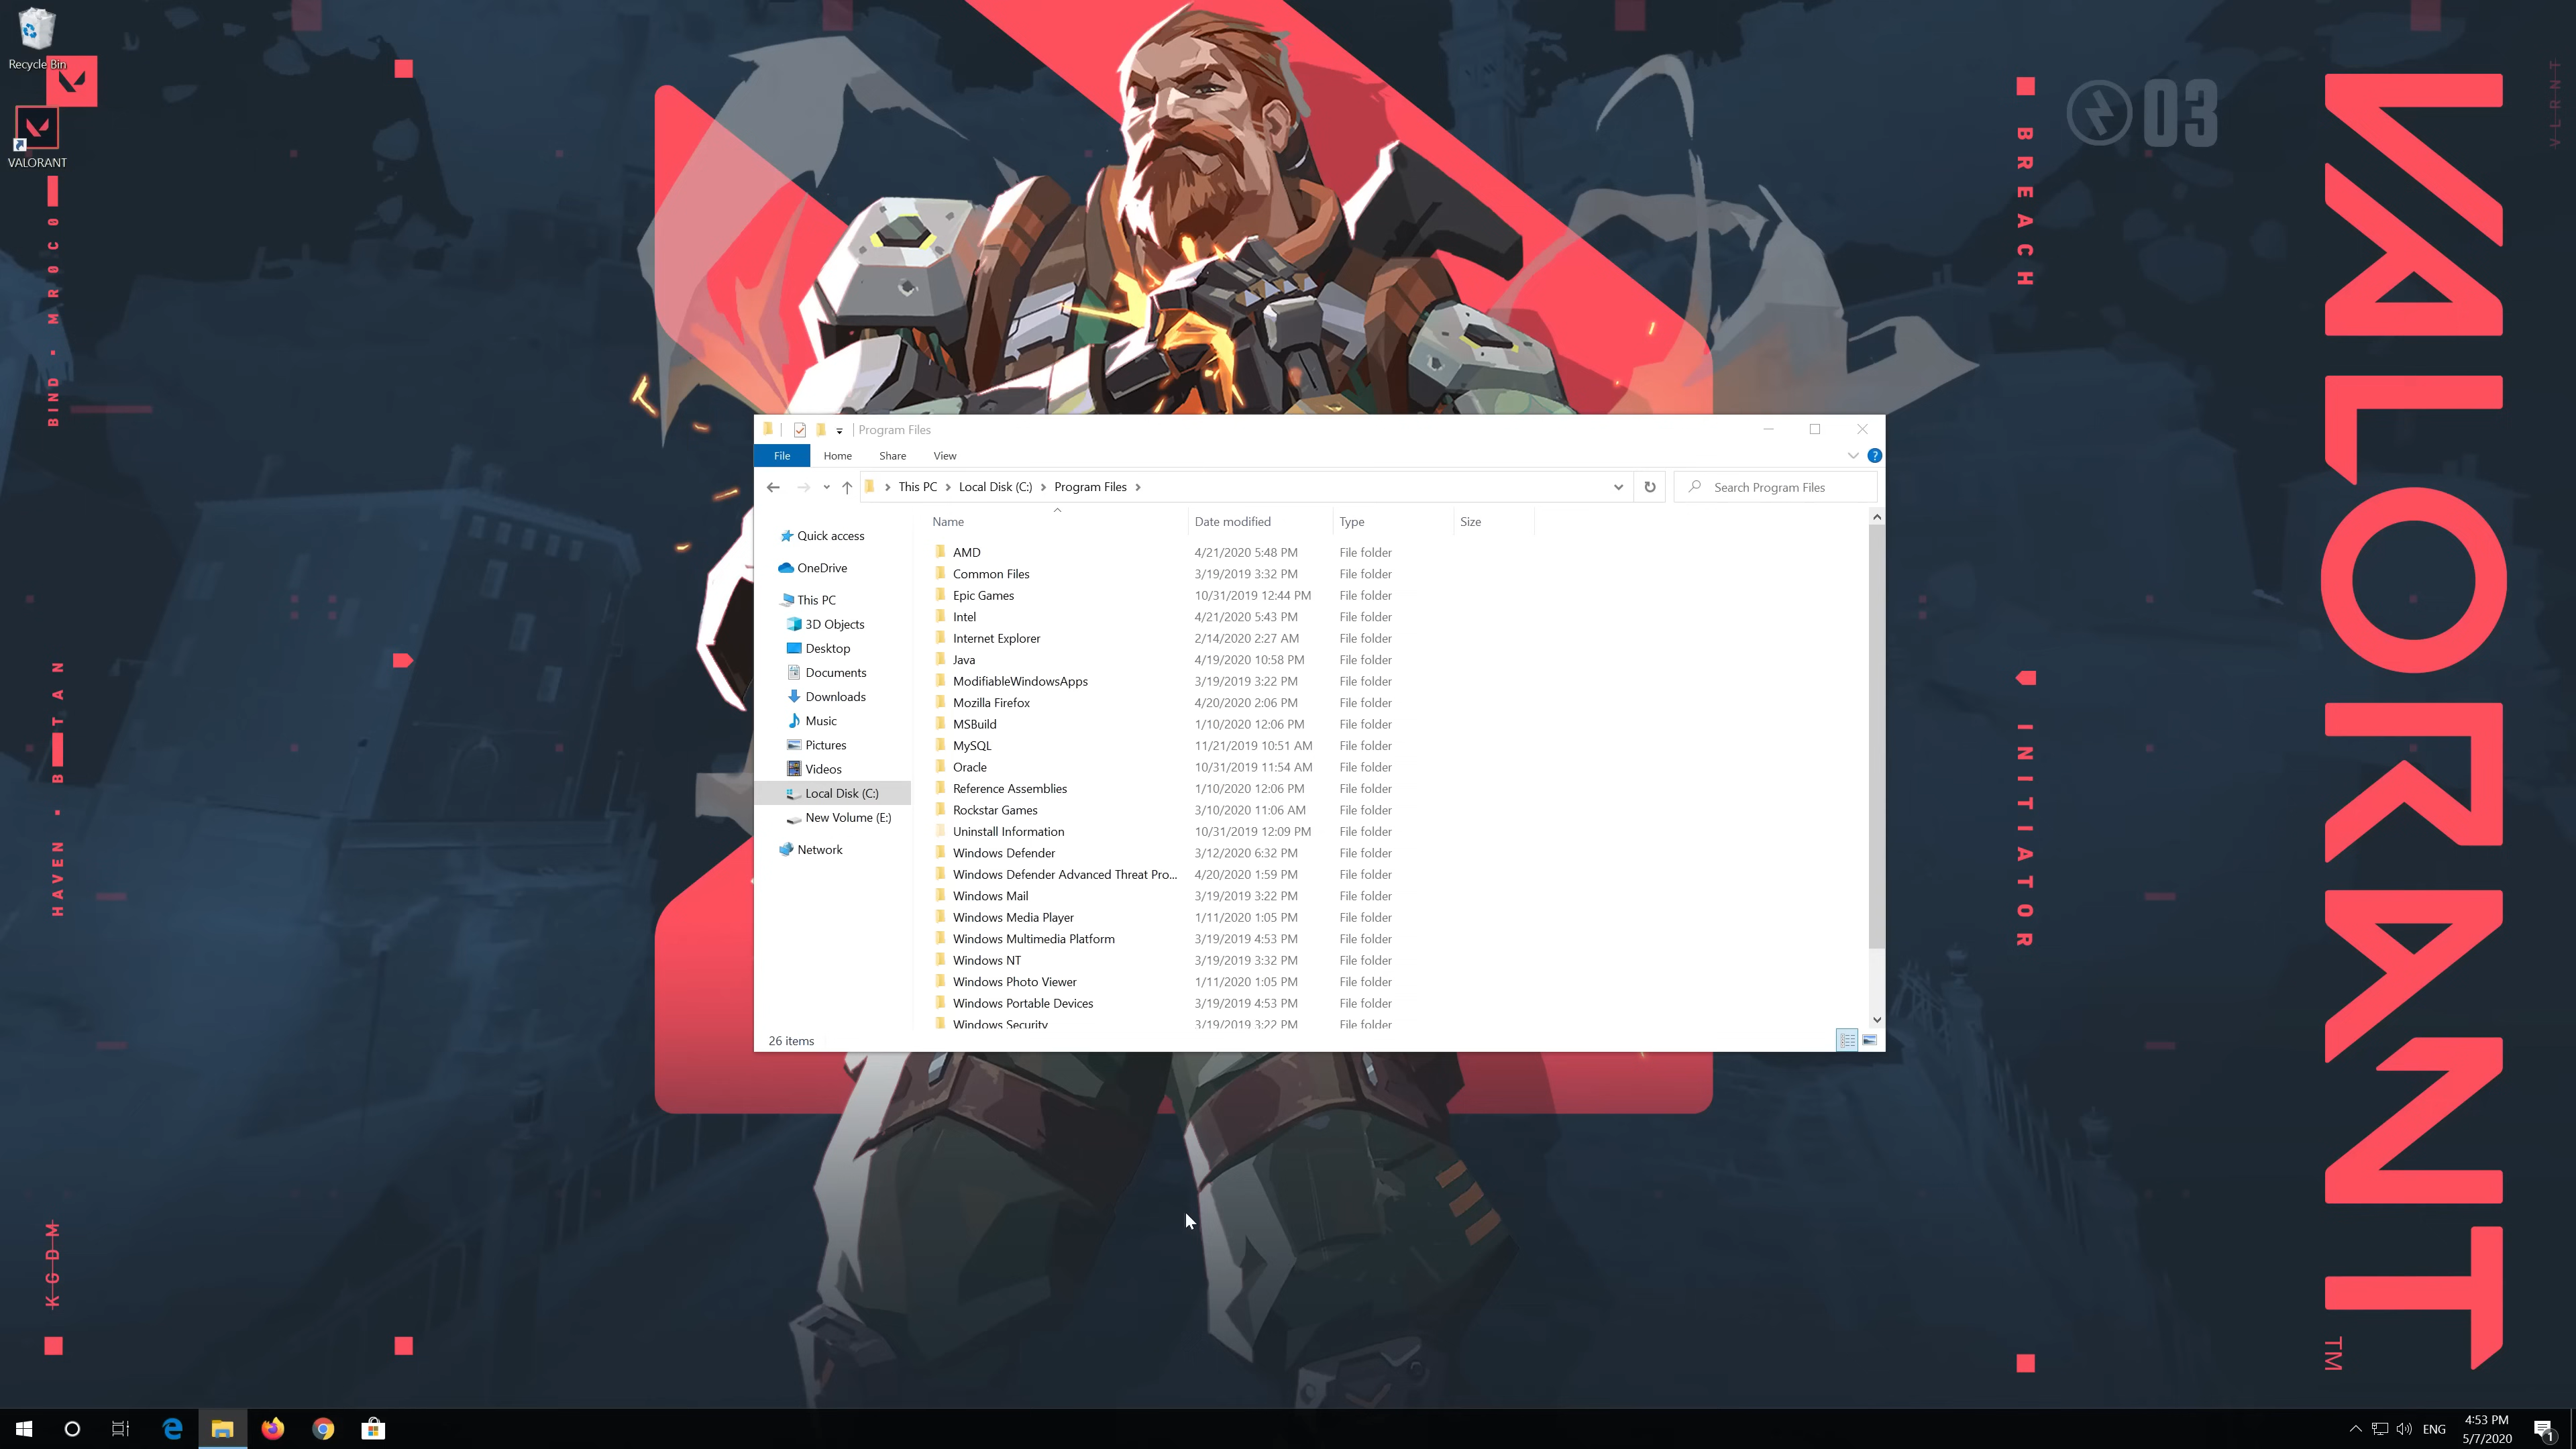 Recycle Bin
VALORANT
BIND · MR0C0
HAVEN
KGDM
BREACH
03
INITIATOR
VALORANT
TM
VLRNT
Program Files
File Home Share View
This PC Local Disk (C:) Program Files
Search Program Files
Quick access
OneDrive
This PC
3D Objects
Desktop
Documents
Downloads
Music
Pictures
Videos
Local Disk (C:)
New Volume (E:)
Network
Name Date modified Type Size
AMD 4/21/2020 5:48 PM File folder
Common Files 3/19/2019 3:32 PM File folder
Epic Games 10/31/2019 12:44 PM File folder
Intel 4/21/2020 5:43 PM File folder
Internet Explorer 2/14/2020 2:27 AM File folder
Java 4/19/2020 10:58 PM File folder
ModifiableWindowsApps 3/19/2019 3:22 PM File folder
Mozilla Firefox 4/20/2020 2:06 PM File folder
MSBuild 1/10/2020 12:06 PM File folder
MySQL 11/21/2019 10:51 AM File folder
Oracle 10/31/2019 11:54 AM File folder
Reference Assemblies 1/10/2020 12:06 PM File folder
Rockstar Games 3/10/2020 11:06 AM File folder
Uninstall Information 10/31/2019 12:09 PM File folder
Windows Defender 3/12/2020 6:32 PM File folder
Windows Defender Advanced Threat Pro... 4/20/2020 1:59 PM File folder
Windows Mail 3/19/2019 3:22 PM File folder
Windows Media Player 1/11/2020 1:05 PM File folder
Windows Multimedia Platform 3/19/2019 4:53 PM File folder
Windows NT 3/19/2019 3:32 PM File folder
Windows Photo Viewer 1/11/2020 1:05 PM File folder
Windows Portable Devices 3/19/2019 4:53 PM File folder
Windows Security 3/19/2019 3:22 PM File folder
26 items
ENG
4:53 PM
5/7/2020
1